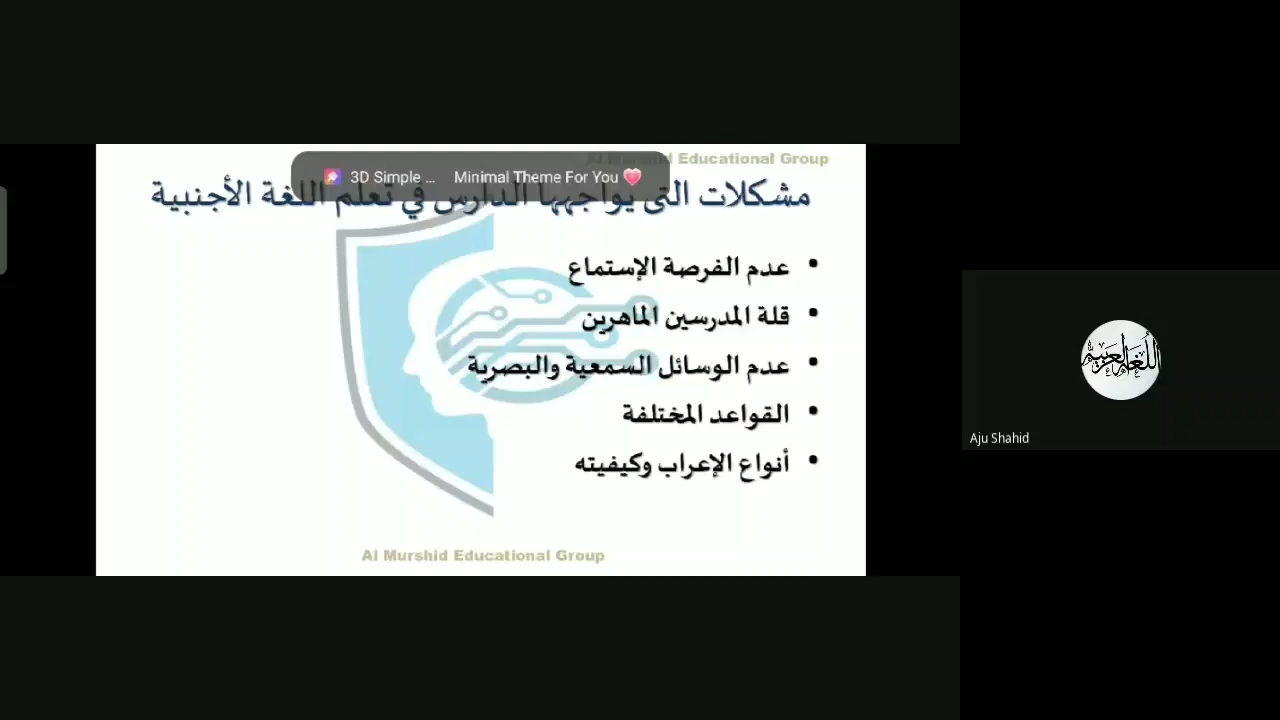 Al Murshid Educational Group
3D Simple ... Minimal Theme For You
مشكلات التى يواجهها الدارس في تعلم اللغة الأجنبية
• عدم الفرصة الإستماع
• قلة المدرسين الماهرين
• عدم الوسائل السمعية والبصرية
• القواعد المختلفة
• أنواع الإعراب وكيفيته
Al Murshid Educational Group
اللغة العربية
Aju Shahid